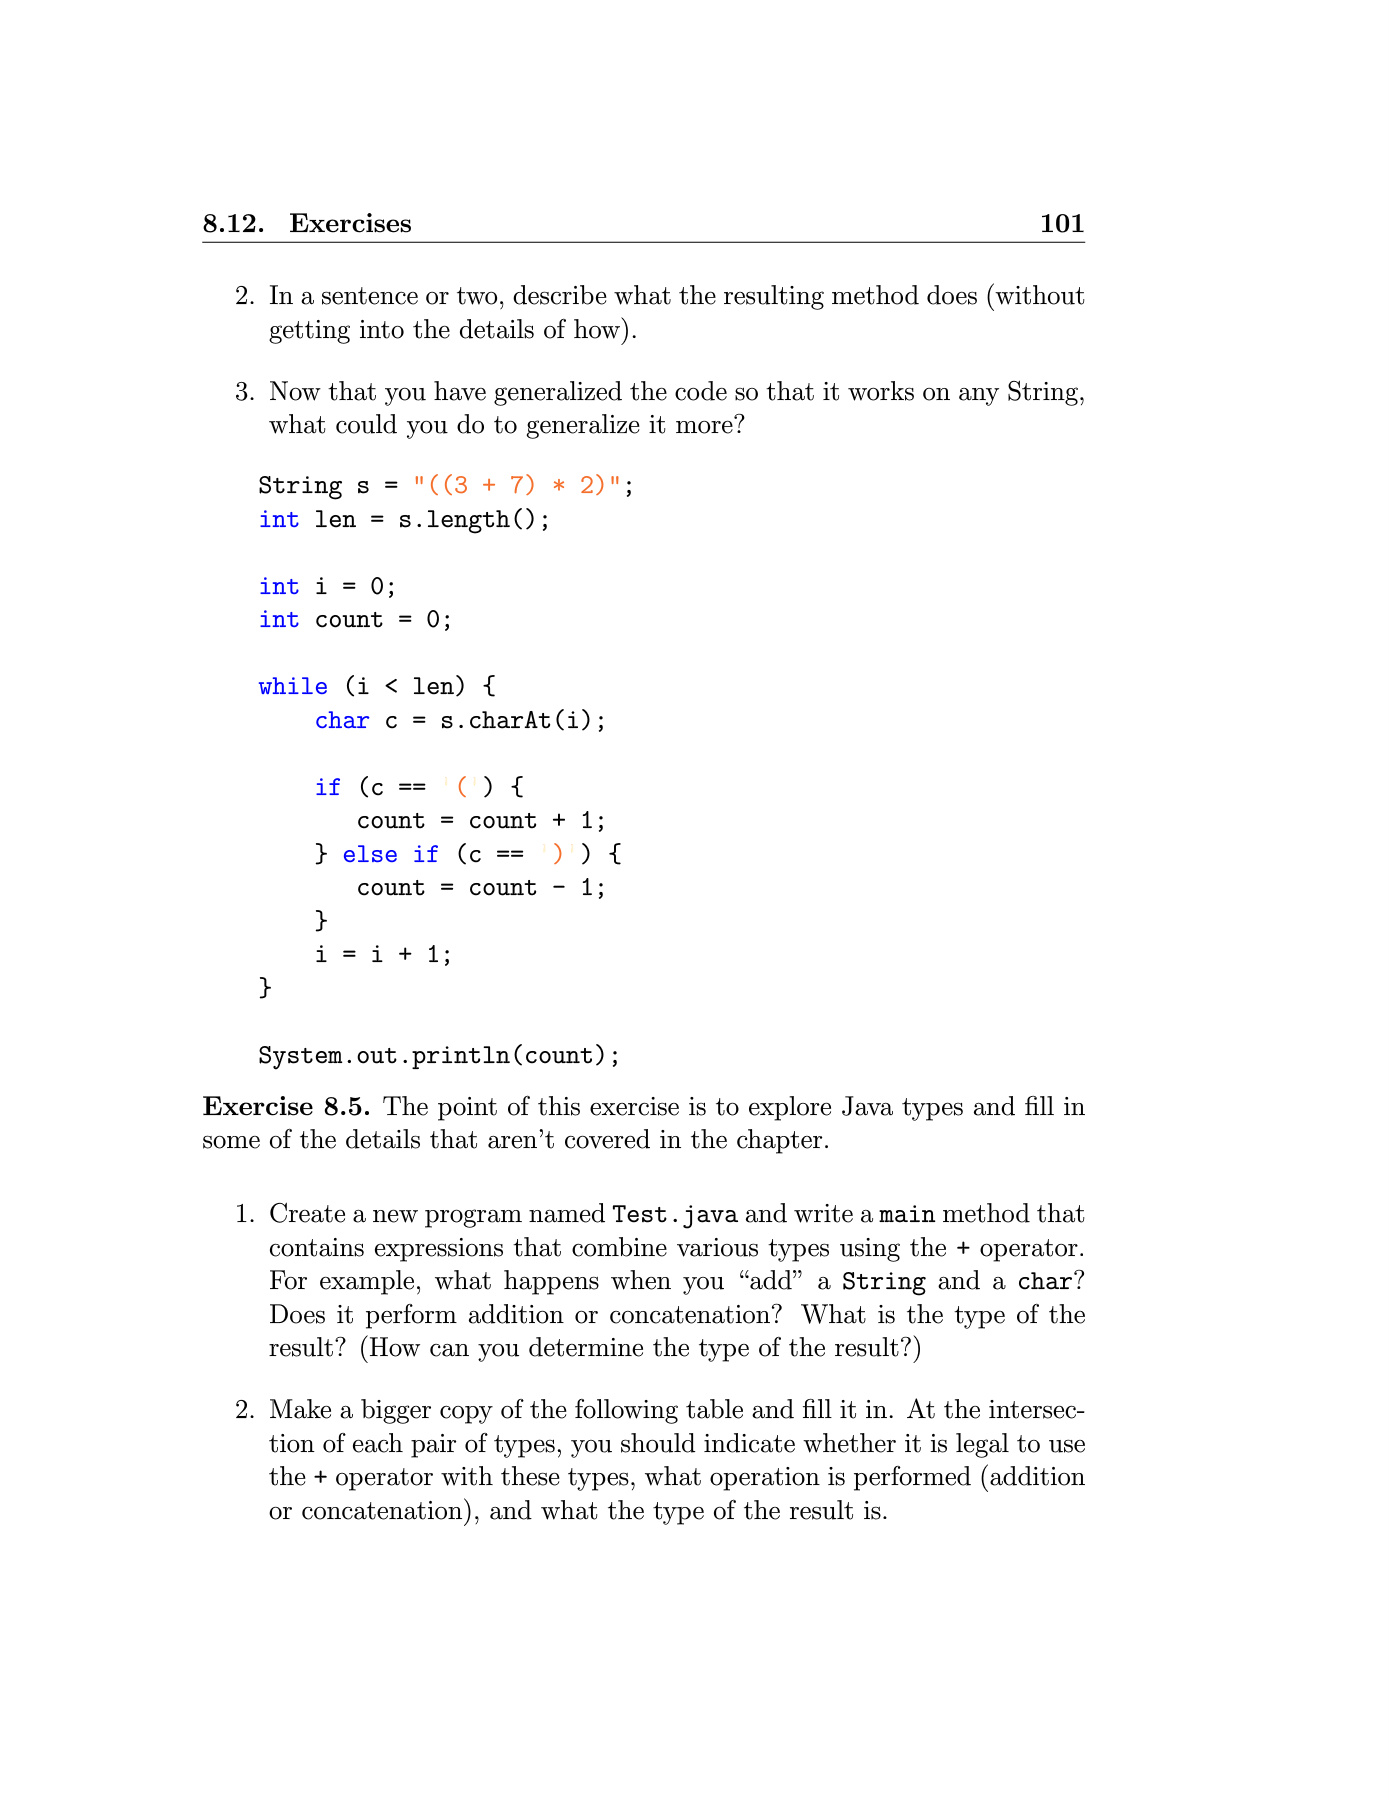 8.12. Exercises 101
2. In a sentence or two, describe what the resulting method does (without
getting into the details of how).
3. Now that you have generalized the code so that it works on any String,
what could you do to generalize it more?
String s = "((3 + 7) * 2)";
int len = s.length();
int i = 0;
int count = 0;
while (i < len) {
char c = s.charAt(i);
if (c == '(') {
count = count + 1;
} else if (c == ')') {
count = count - 1;
}
i = i + 1;
}
System.out.println(count);
Exercise 8.5. The point of this exercise is to explore Java types and fill in
some of the details that aren't covered in the chapter.
1. Create a new program named Test.java and write a main method that
contains expressions that combine various types using the + operator.
For example, what happens when you “add” a String and a char?
Does it perform addition or concatenation? What is the type of the
result? (How can you determine the type of the result?)
2. Make a bigger copy of the following table and fill it in. At the intersec-
tion of each pair of types, you should indicate whether it is legal to use
the + operator with these types, what operation is performed (addition
or concatenation), and what the type of the result is.